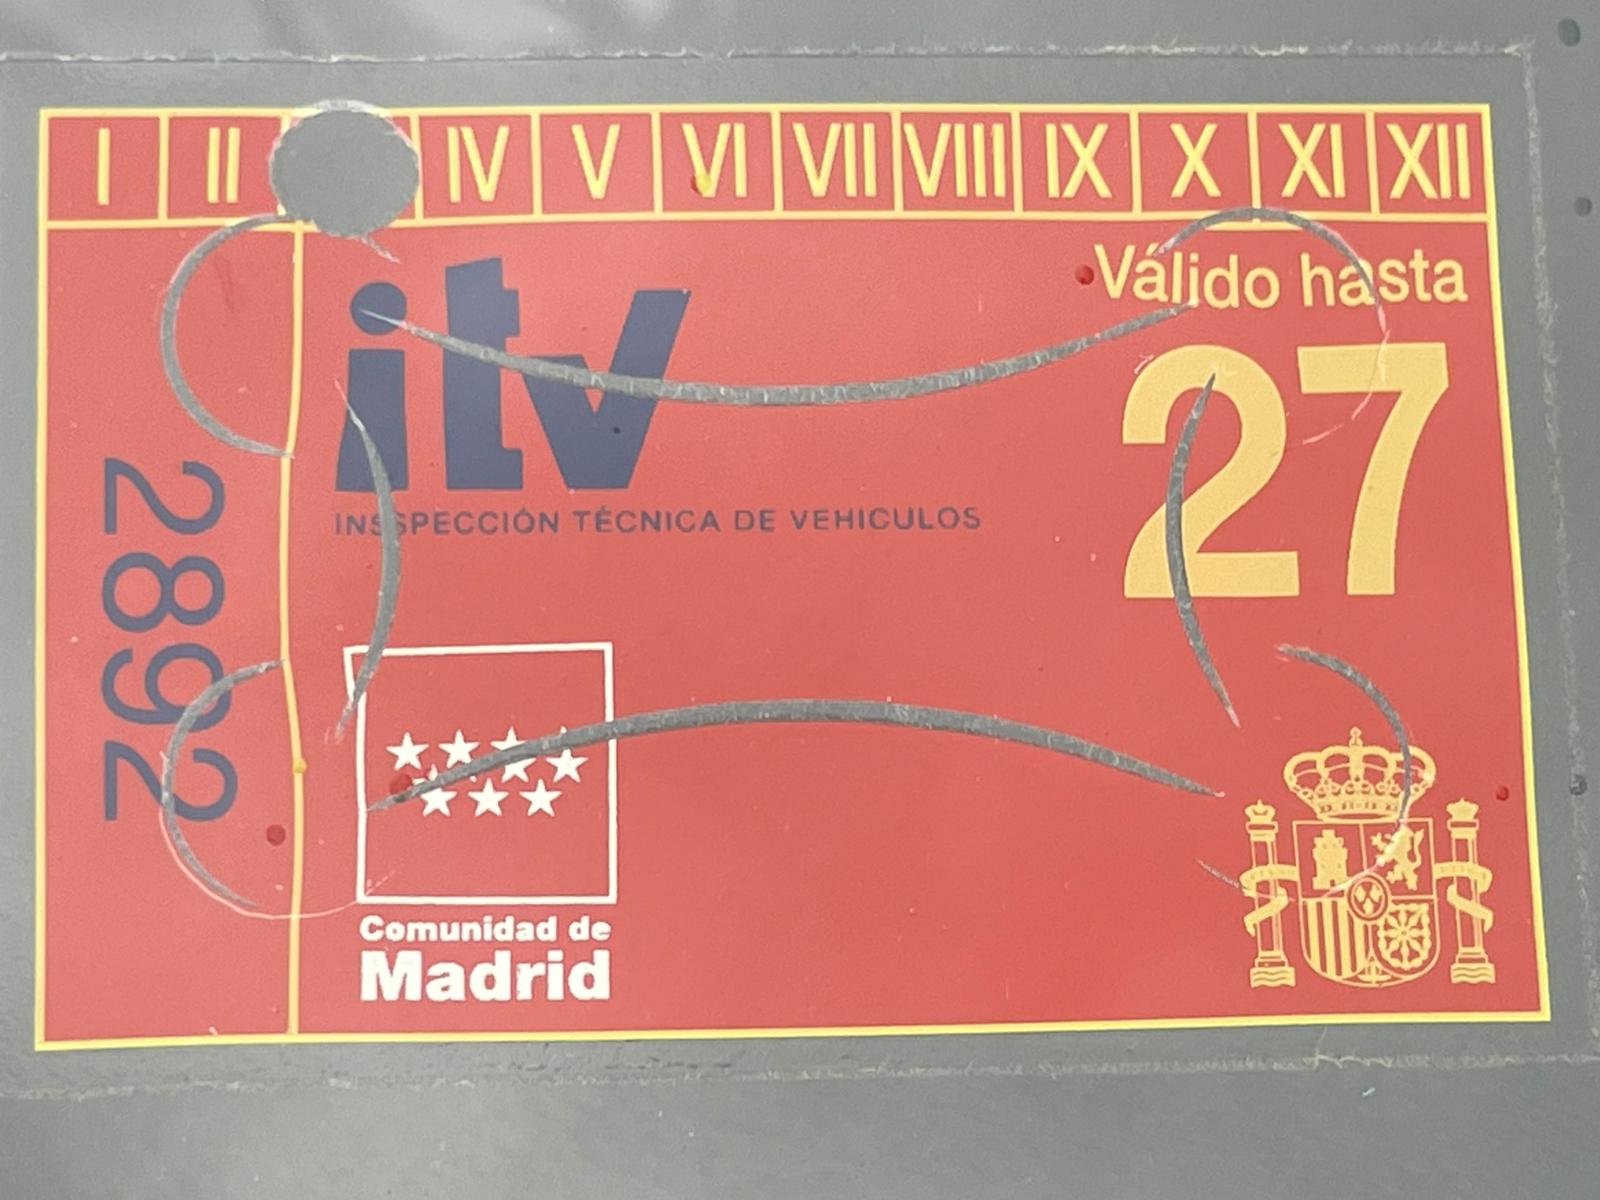 I II IV V VI VII VIII IX X XI XII
Válido hasta
27
itv
INSSPECCIÓN TÉCNICA DE VEHICULOS
2892
Comunidad de
Madrid